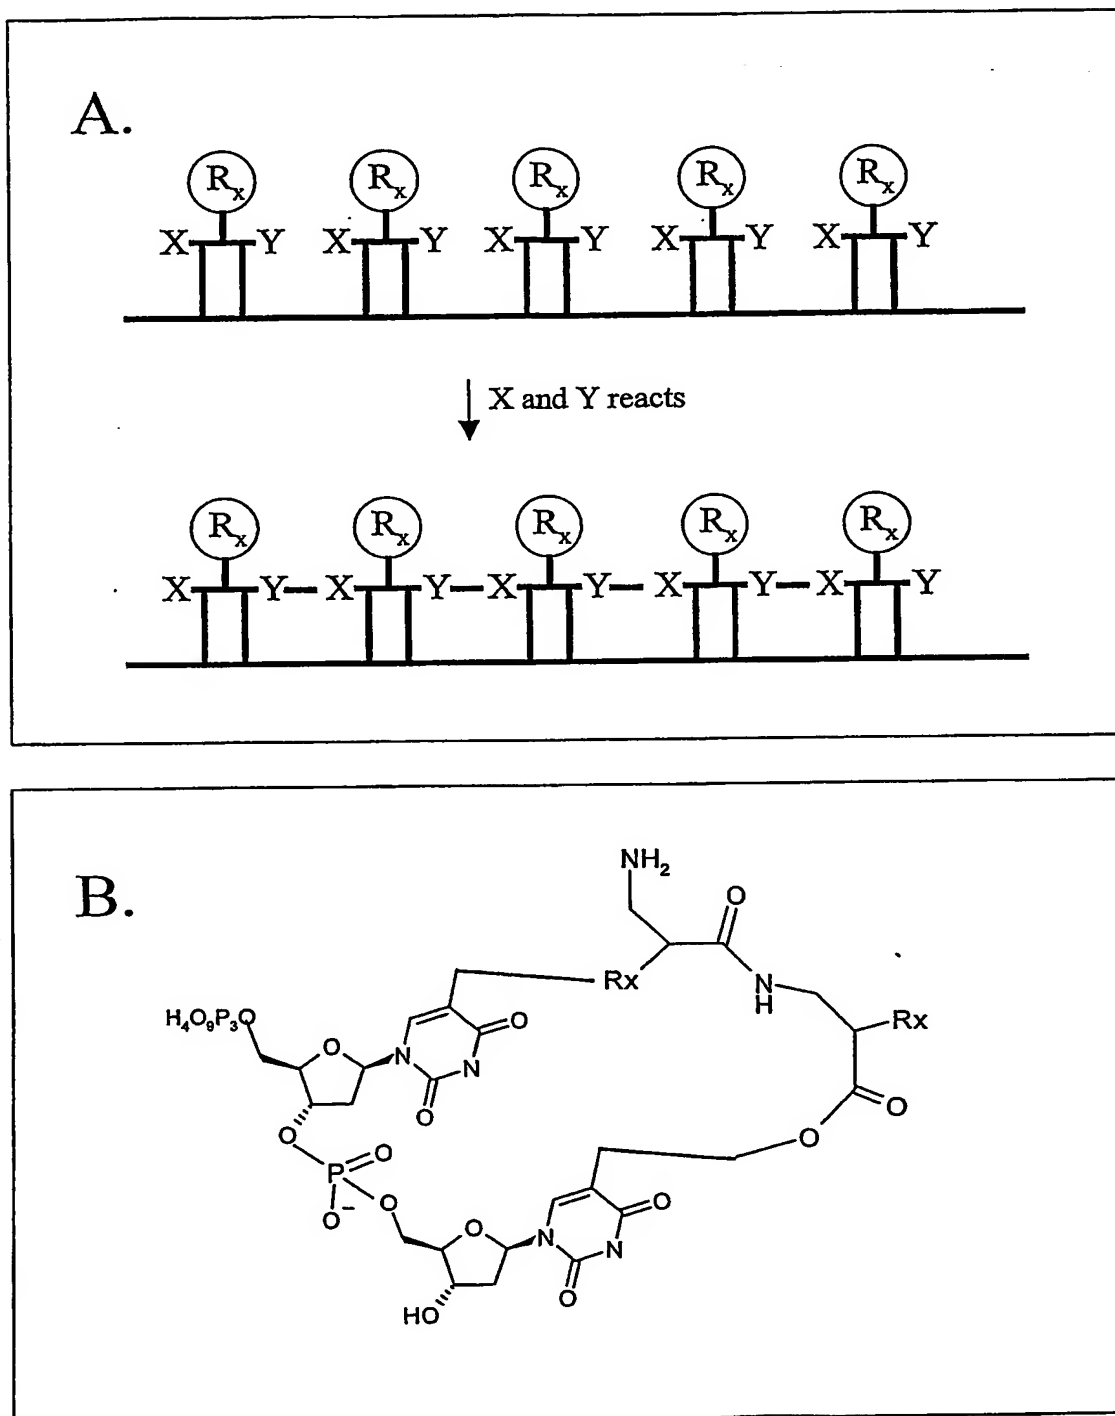 A.
Rx Rx Rx Rx Rx
X Y X Y X Y X Y X Y
X and Y reacts
Rx Rx Rx Rx Rx
X Y X Y X Y X Y X Y
B.
NH2
O
Rx
N
H
Rx
H4O9P3O
O
N
O
N
O
O
O
O
P
O
O
O−
O
O
N
O
N
O
HO